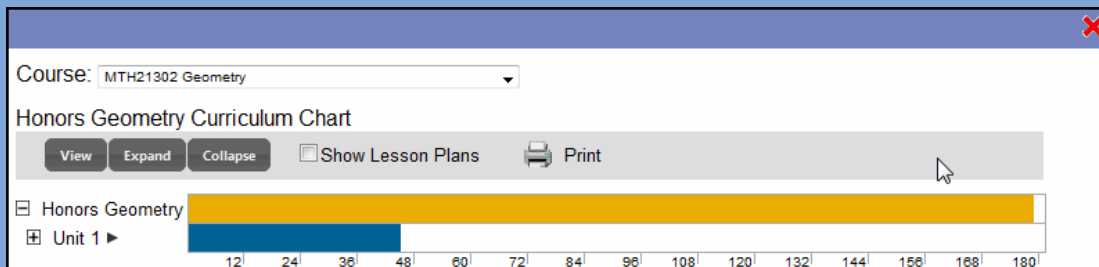 Course: MTH21302 Geometry
Honors Geometry Curriculum Chart
View Expand Collapse Show Lesson Plans Print
Honors Geometry
Unit 1
12 24 36 48 60 72 84 96 108 120 132 144 156 168 180